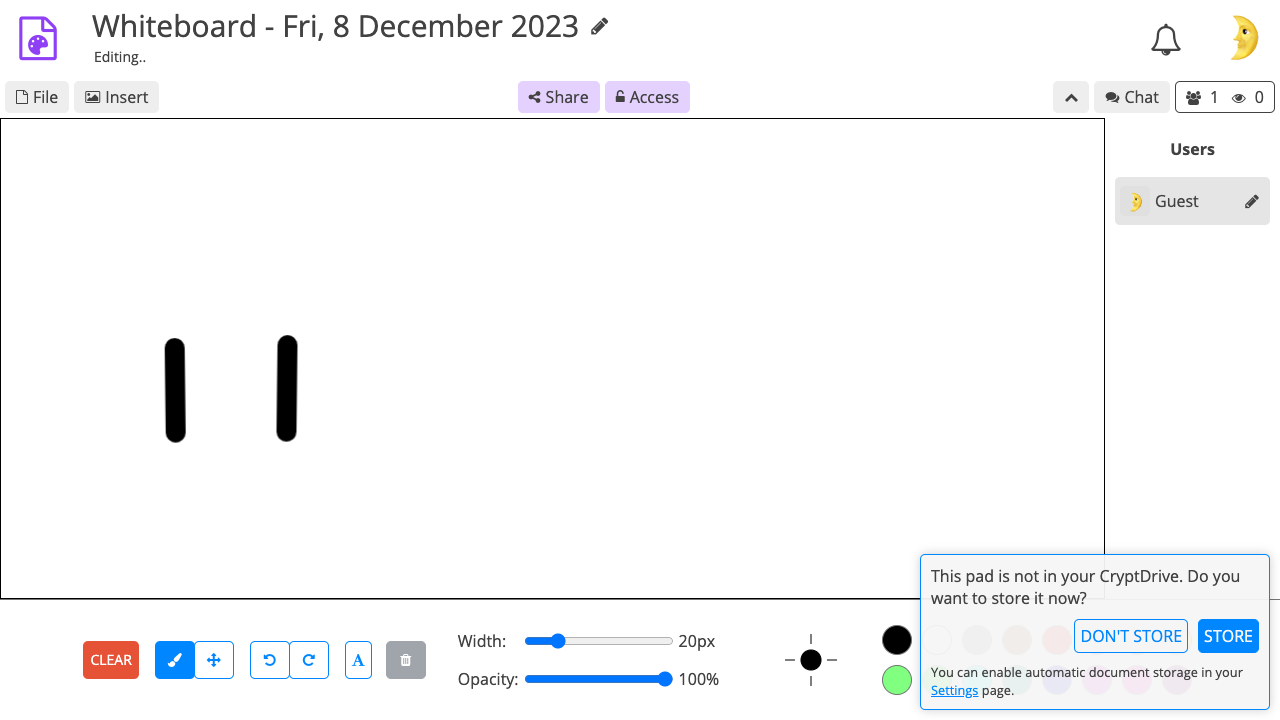 Whiteboard - Fri, 8 December 2023
Editing..
File
Insert
Share
Access
Chat
1
0
Users
Guest
This pad is not in your CryptDrive. Do you
want to store it now?
DON'T STORE
STORE
You can enable automatic document storage in your
Settings page.
CLEAR
A
Width:
20px
Opacity:
100%